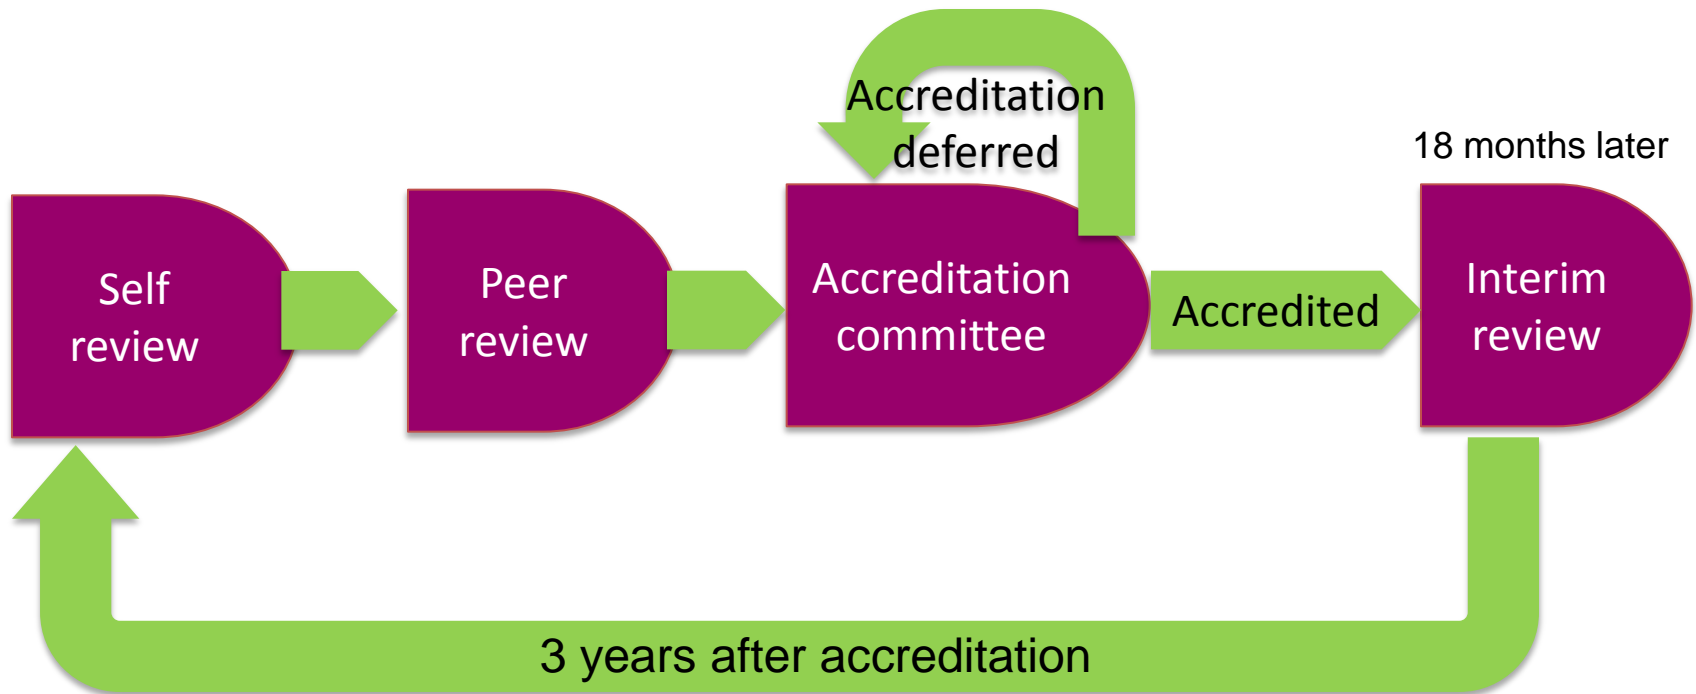 Self
review
Peer
review
Accreditation
deferred
Accreditation
committee
Accredited
18 months later
Interim
review
3 years after accreditation